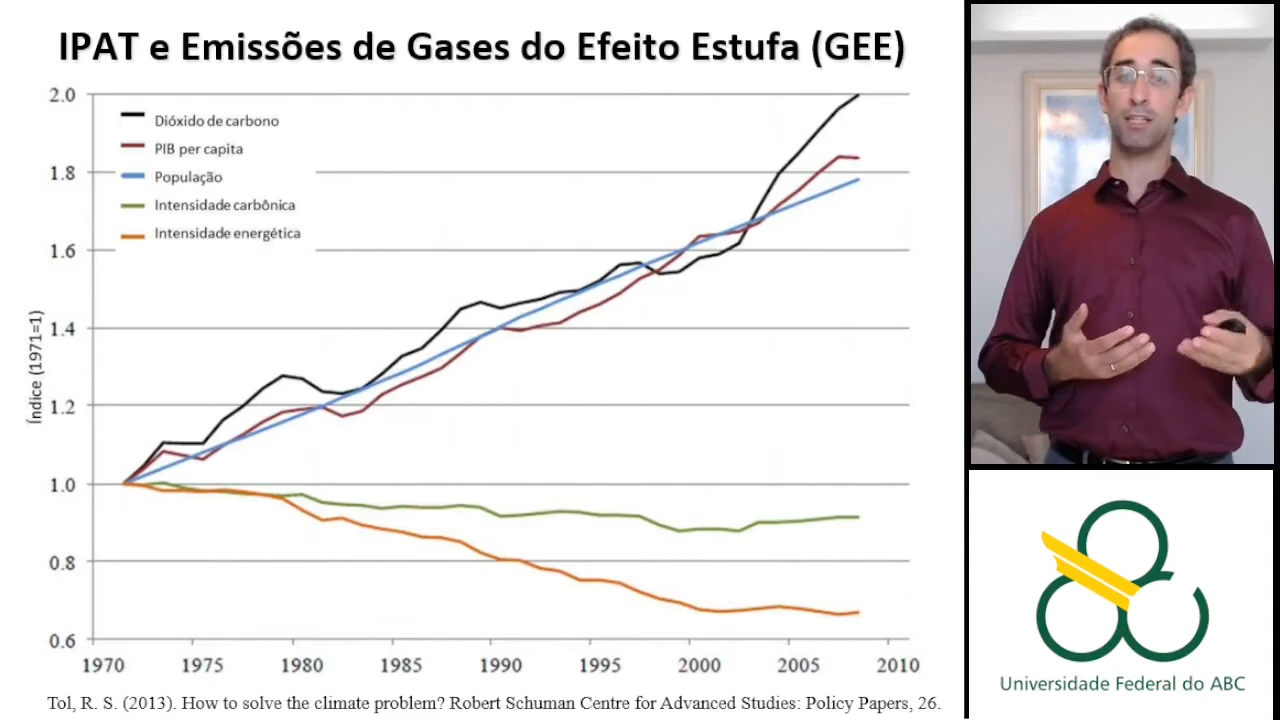 IPAT e Emissões de Gases do Efeito Estufa (GEE)
2.0
1.8
1.6
1.4
1.2
1.0
0.8
0.6
Índice (1971=1)
Dióxido de carbono
PIB per capita
População
Intensidade carbônica
Intensidade energética
1970 1975 1980 1985 1990 1995 2000 2005 2010
Tol, R. S. (2013). How to solve the climate problem? Robert Schuman Centre for Advanced Studies: Policy Papers, 26.
Universidade Federal do ABC